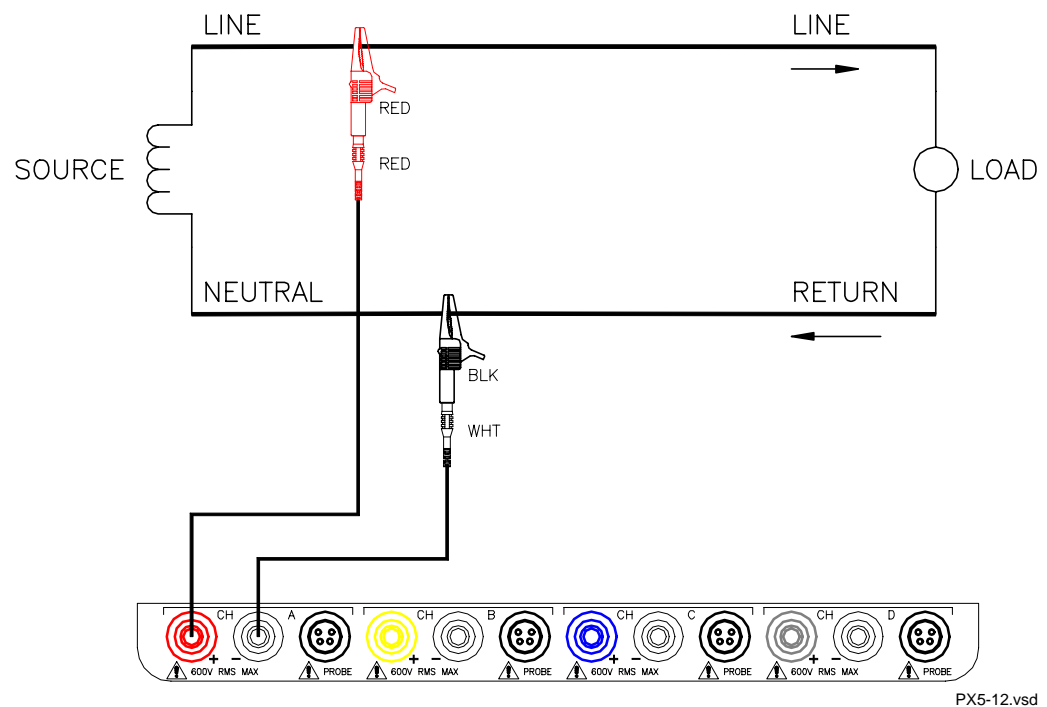 LINE
LINE
RED
RED
SOURCE
LOAD
NEUTRAL
RETURN
BLK
WHT
CH A
+ −
600V RMS MAX
PROBE
CH B
+ −
600V RMS MAX
PROBE
CH C
+ −
600V RMS MAX
PROBE
CH D
+ −
600V RMS MAX
PROBE
PX5-12.vsd